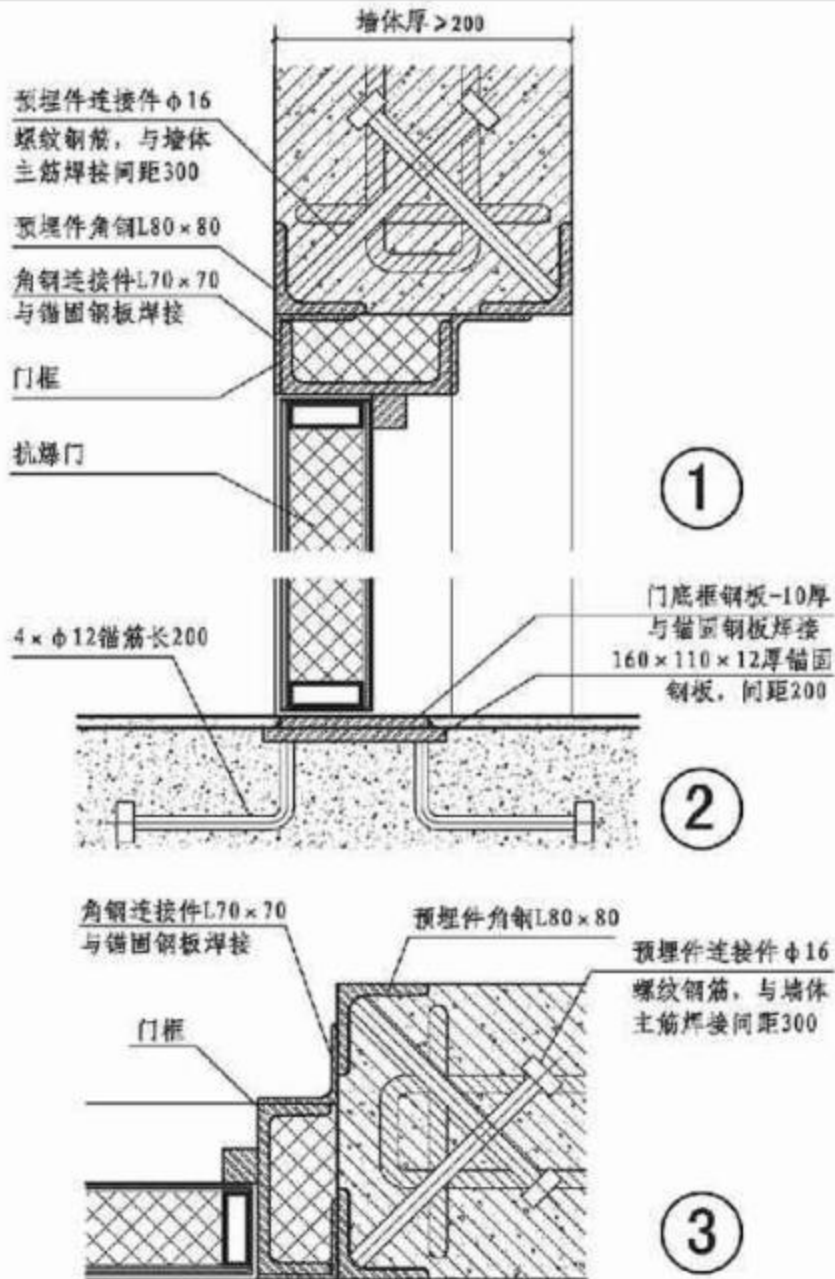 墙体厚>200
预埋件连接件ф16
螺纹钢筋，与墙体
主筋焊接间距300
预埋件角钢L80×80
角钢连接件L70×70
与锚固钢板焊接
门框
抗爆门
1
门底框钢板-10厚
与锚固钢板焊接
160×110×12厚锚固
钢板，间距200
4×ф12锚筋长200
2
角钢连接件L70×70
与锚固钢板焊接
预埋件角钢L80×80
预埋件连接件ф16
螺纹钢筋，与墙体
主筋焊接间距300
门框
3